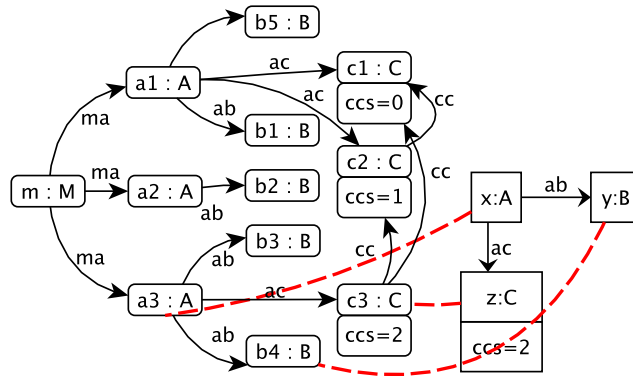 b5 : B
ac
c1 : C
a1 : A
ccs=0
ac
cc
ab
b1 : B
ma
c2 : C
cc
ma
b2 : B
m : M
a2 : A
ccs=1
x:A
ab
y:B
ab
b3 : B
cc
ac
ma
ab
a3 : A
ac
c3 : C
z:C
ab
ccs=2
b4 : B
ccs=2